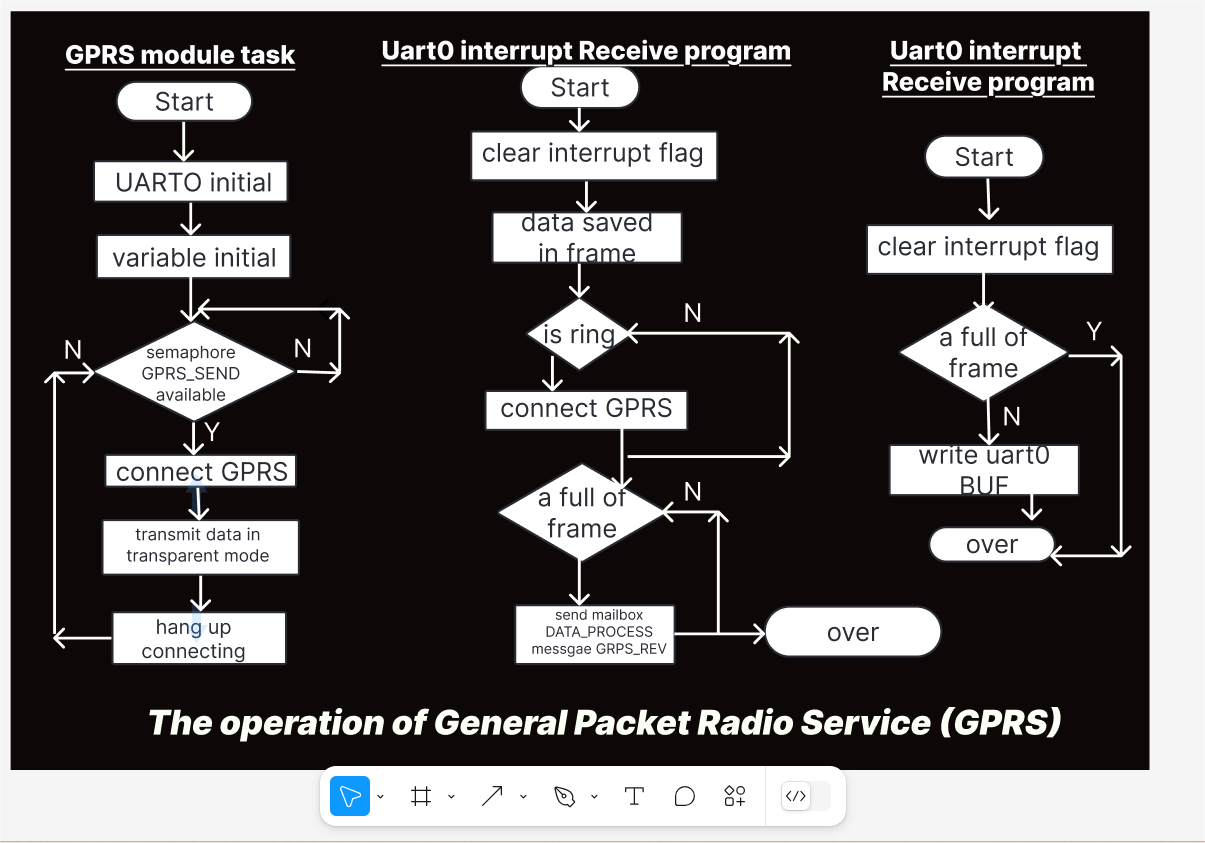 GPRS module task
Start
UARTO initial
variable initial
N
N
semaphore
GPRS_SEND
available
Y
connect GPRS
transmit data in
transparent mode
hang up
connecting
Uart0 interrupt Receive program
Start
clear interrupt flag
data saved
in frame
is ring
N
connect GPRS
a full of
frame
N
send mailbox
DATA_PROCESS
messgae GRPS_REV
over
Uart0 interrupt
Receive program
Start
clear interrupt flag
a full of
frame
Y
N
write uart0
BUF
over
The operation of General Packet Radio Service (GPRS)